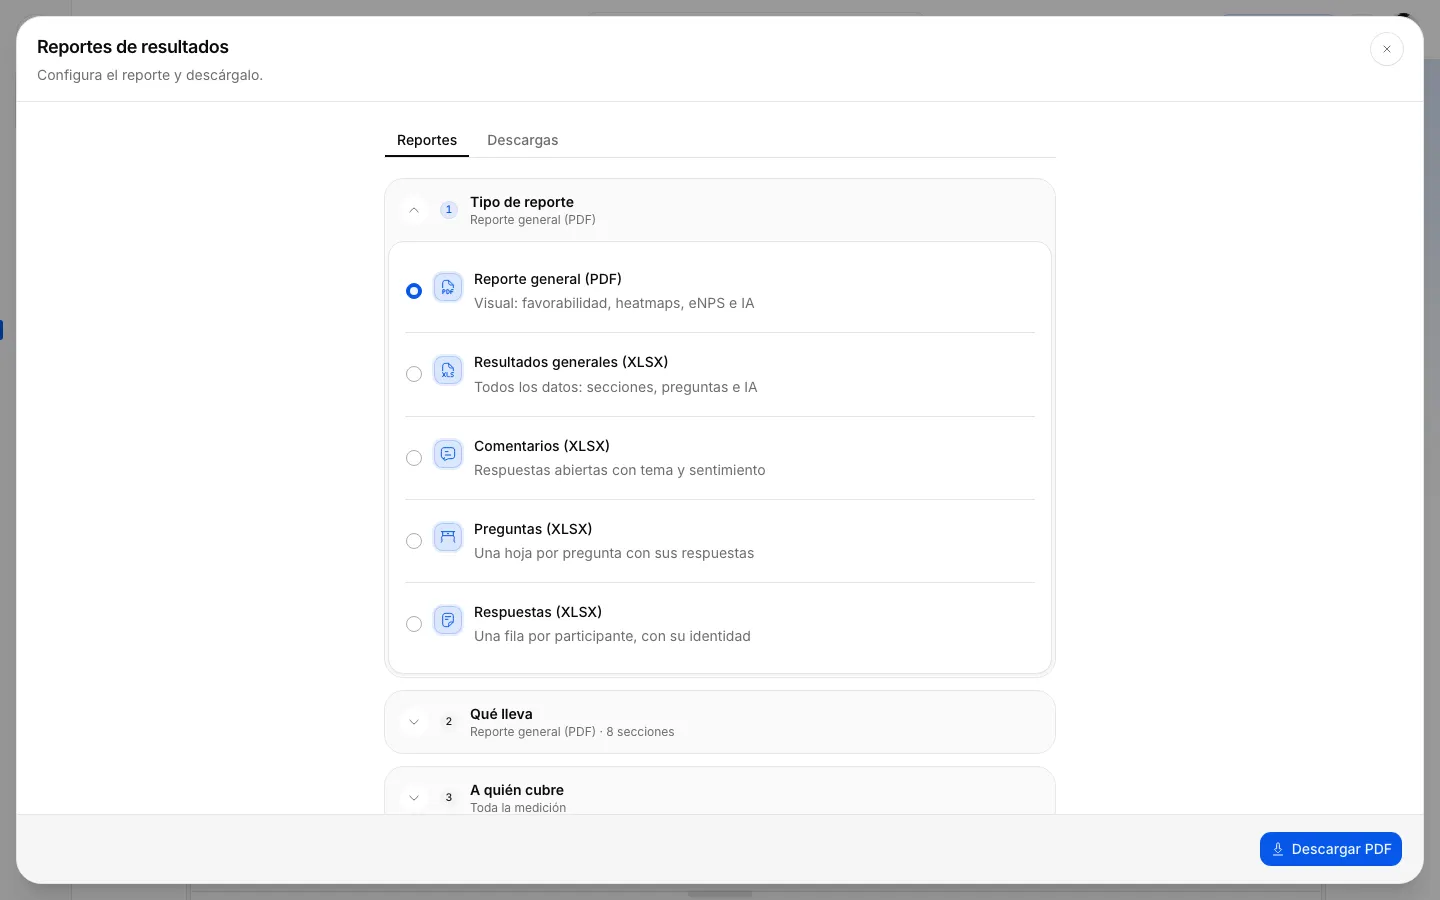 Reportes de resultados
Configura el reporte y descárgalo.
Reportes
Descargas
1
Tipo de reporte
Reporte general (PDF)
PDF
Reporte general (PDF)
Visual: favorabilidad, heatmaps, eNPS e IA
XLS
Resultados generales (XLSX)
Todos los datos: secciones, preguntas e IA
Comentarios (XLSX)
Respuestas abiertas con tema y sentimiento
Preguntas (XLSX)
Una hoja por pregunta con sus respuestas
Respuestas (XLSX)
Una fila por participante, con su identidad
2
Qué lleva
Reporte general (PDF) · 8 secciones
3
A quién cubre
Toda la medición
Descargar PDF